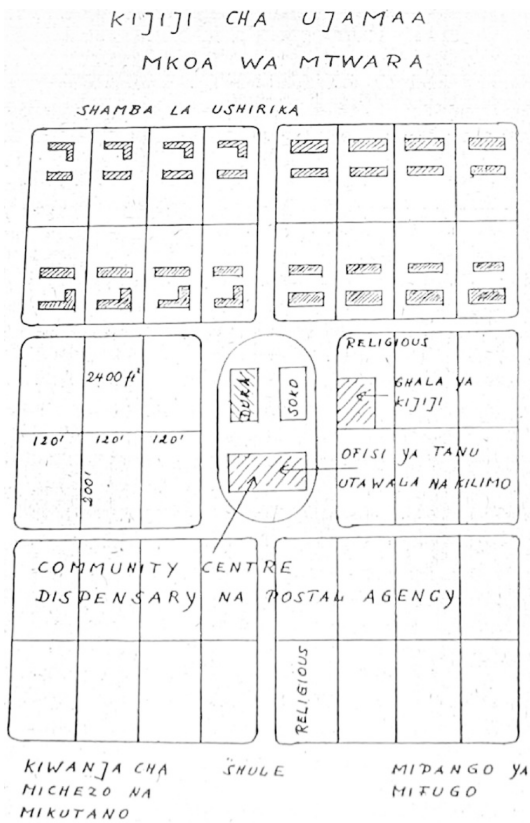 KIJIJI CHA UJAMAA
MKOA WA MTWARA
SHAMBA LA USHIRIKA
RELIGIOUS
2400 ft²
DUKA
SOKO
GHALA YA
KIJIJI
120' 120' 120'
200'
OFISI YA TANU
UTAWALA NA KILIMO
COMMUNITY CENTRE
DISPENSARY NA POSTAL AGENCY
RELIGIOUS
KIWANJA CHA
MICHEZO NA
MIKUTANO
SHULE
MIDANGO YA
MIFUGO